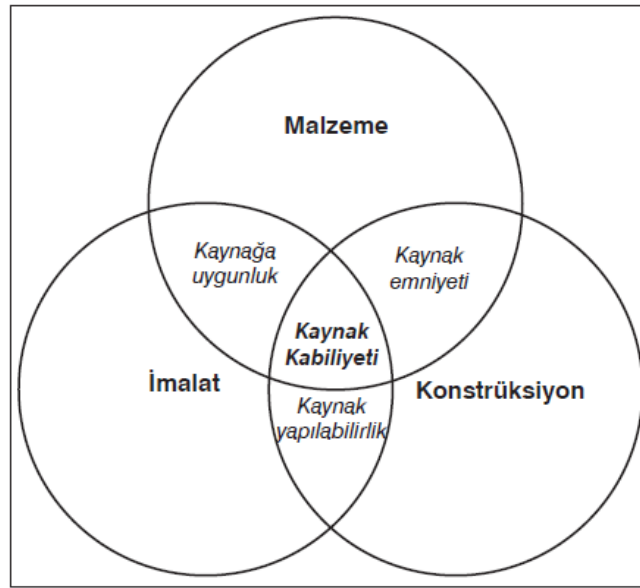 Malzeme
Kaynağa
uygunluk
Kaynak
emniyeti
Kaynak
Kabiliyeti
İmalat
Konstrüksiyon
Kaynak
yapılabilirlik